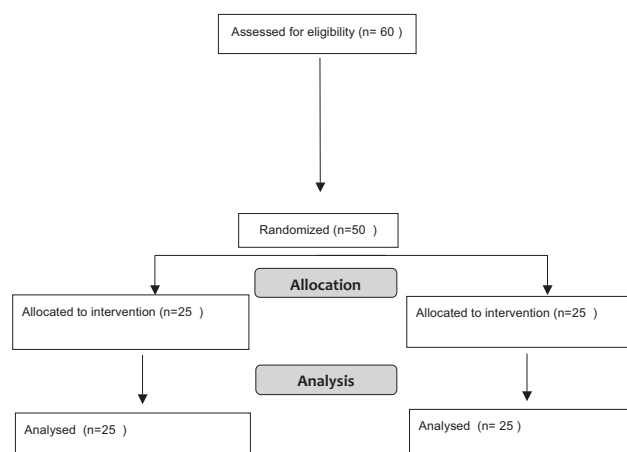 Assessed for eligibility (n= 60 )
Randomized (n=50 )
Allocation
Allocated to intervention (n=25 )
Allocated to intervention (n=25 )
Analysis
Analysed (n=25 )
Analysed (n= 25 )